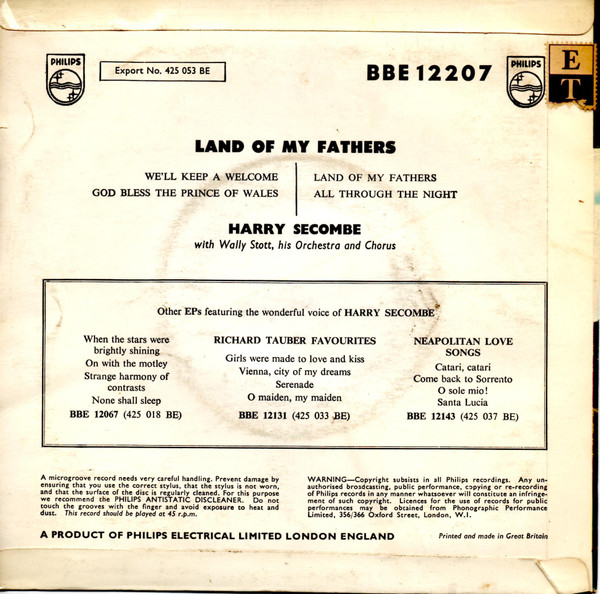 PHILIPS
Export No. 425 053 BE
BBE 12207
PHILIPS
E
T
LAND OF MY FATHERS
WE'LL KEEP A WELCOME
GOD BLESS THE PRINCE OF WALES
LAND OF MY FATHERS
ALL THROUGH THE NIGHT
HARRY SECOMBE
with Wally Stott, his Orchestra and Chorus
Other EPs featuring the wonderful voice of HARRY SECOMBE
When the stars were
brightly shining
On with the motley
Strange harmony of
contrasts
None shall sleep
BBE 12067 (425 018 BE)
RICHARD TAUBER FAVOURITES
Girls were made to love and kiss
Vienna, city of my dreams
Serenade
O maiden, my maiden
BBE 12131 (425 033 BE)
NEAPOLITAN LOVE
SONGS
Catari, catari
Come back to Sorrento
O sole mio!
Santa Lucia
BBE 12143 (425 037 BE)
A microgroove record needs very careful handling. Prevent damage by
ensuring that you use the correct stylus, that the stylus is not worn,
and that the surface of the disc is regularly cleaned. For this purpose
we recommend the PHILIPS ANTISTATIC DISCLEANER. Do not
touch the grooves with the finger and avoid exposure to heat and
dust. This record should be played at 45 r.p.m.
WARNING—Copyright subsists in all Philips recordings. Any un-
authorised broadcasting, public performance, copying or re-recording
of Philips records in any manner whatsoever will constitute an infringe-
ment of such copyright. Licences for the use of records for public
performances may be obtained from Phonographic Performance
Limited, 356/366 Oxford Street, London, W.1.
A PRODUCT OF PHILIPS ELECTRICAL LIMITED LONDON ENGLAND
Printed and made in Great Britain